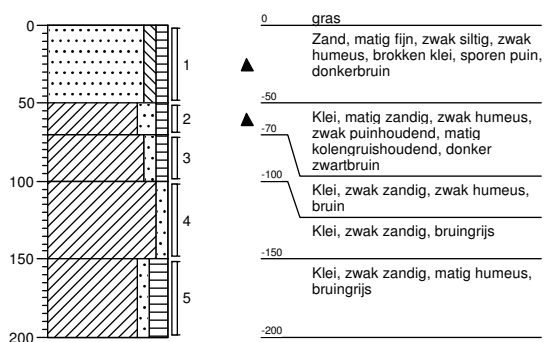 0
50
100
150
200
1
2
3
4
5
0 gras
Zand, matig fijn, zwak siltig, zwak
humeus, brokken klei, sporen puin,
donkerbruin
-50
Klei, matig zandig, zwak humeus,
zwak puinhoudend, matig
kolengruishoudend, donker
zwartbruin
-70
-100
Klei, zwak zandig, zwak humeus,
bruin
Klei, zwak zandig, bruingrijs
-150
Klei, zwak zandig, matig humeus,
bruingrijs
-200